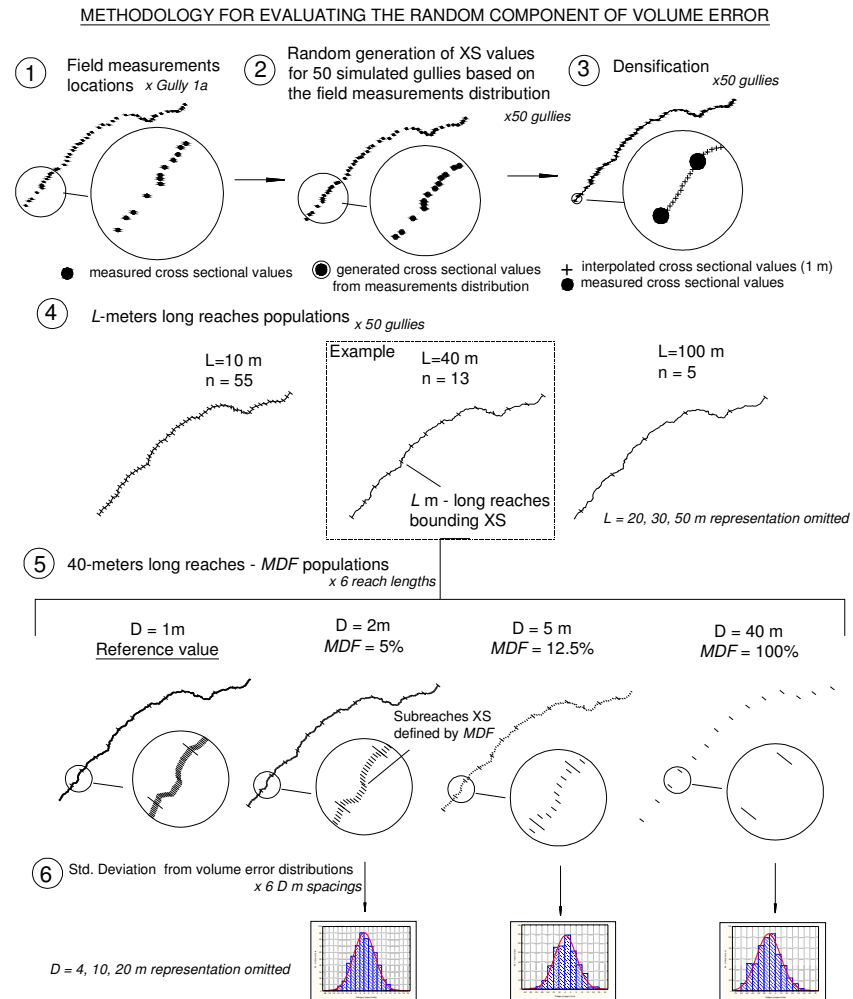 METHODOLOGY FOR EVALUATING THE RANDOM COMPONENT OF VOLUME ERROR
1 Field measurements
locations x Gully 1a
2 Random generation of XS values
for 50 simulated gullies based on
the field measurements distribution
x50 gullies
3 Densification
x50 gullies
measured cross sectional values
generated cross sectional values
from measurements distribution
+ interpolated cross sectional values (1 m)
measured cross sectional values
4 L-meters long reaches populations
x 50 gullies
L=10 m
n = 55
Example
L=40 m
n = 13
L m - long reaches
bounding XS
L=100 m
n = 5
L = 20, 30, 50 m representation omitted
5 40-meters long reaches - MDF populations
x 6 reach lengths
D = 1m
Reference value
D = 2m
MDF = 5%
D = 5 m
MDF = 12.5%
D = 40 m
MDF = 100%
Subreaches XS
defined by MDF
6 Std. Deviation from volume error distributions
x 6 D m spacings
D = 4, 10, 20 m representation omitted